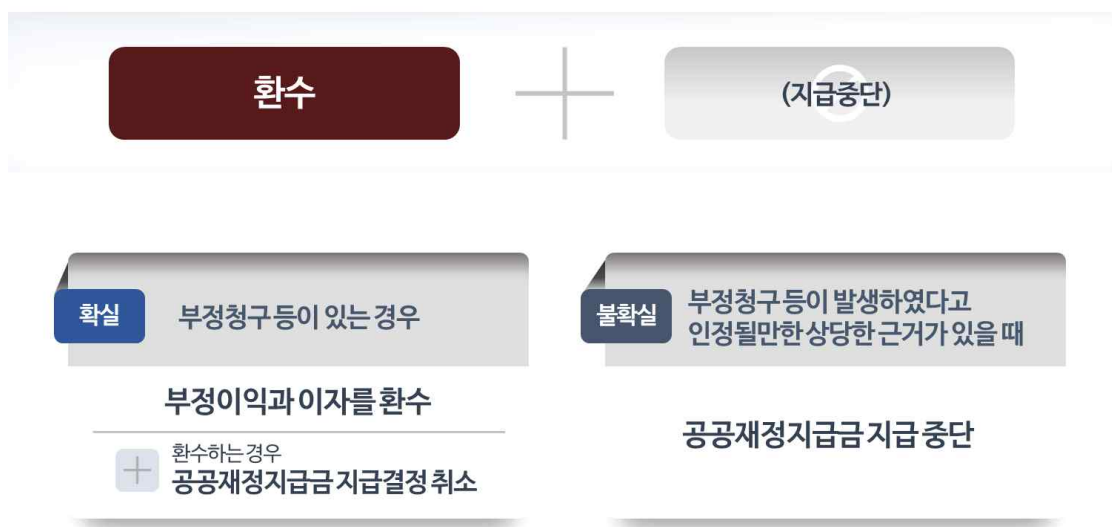 환수
(지급중단)
확실
부정청구 등이 있는 경우
부정이익과 이자를 환수
환수하는 경우
공공재정지급금 지급결정 취소
불확실
부정청구 등이 발생하였다고
인정될만한 상당한 근거가 있을 때
공공재정지급금 지급 중단